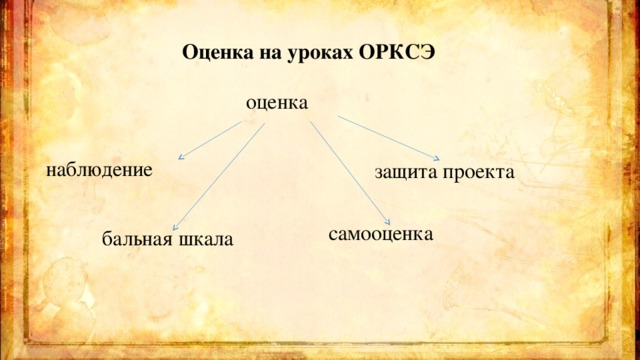 Оценка на уроках ОРКСЭ
оценка
наблюдение
защита проекта
бальная шкала
самооценка